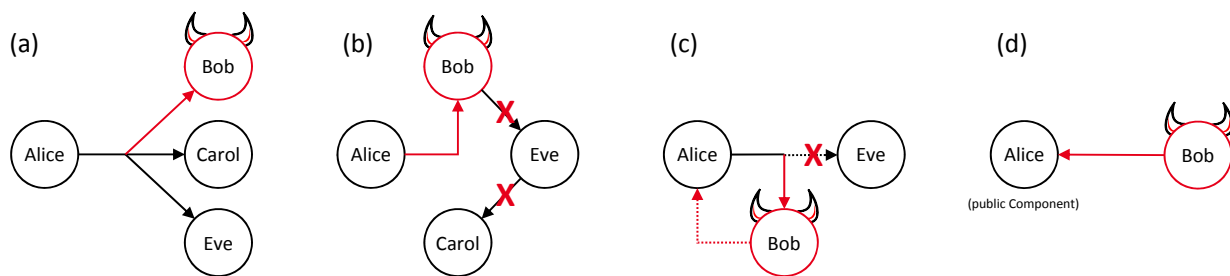 (a)
Bob
Alice
Carol
Eve
(b)
Bob
X
Alice
Eve
X
Carol
(c)
Alice
X
Eve
Bob
(d)
Alice
Bob
(public Component)